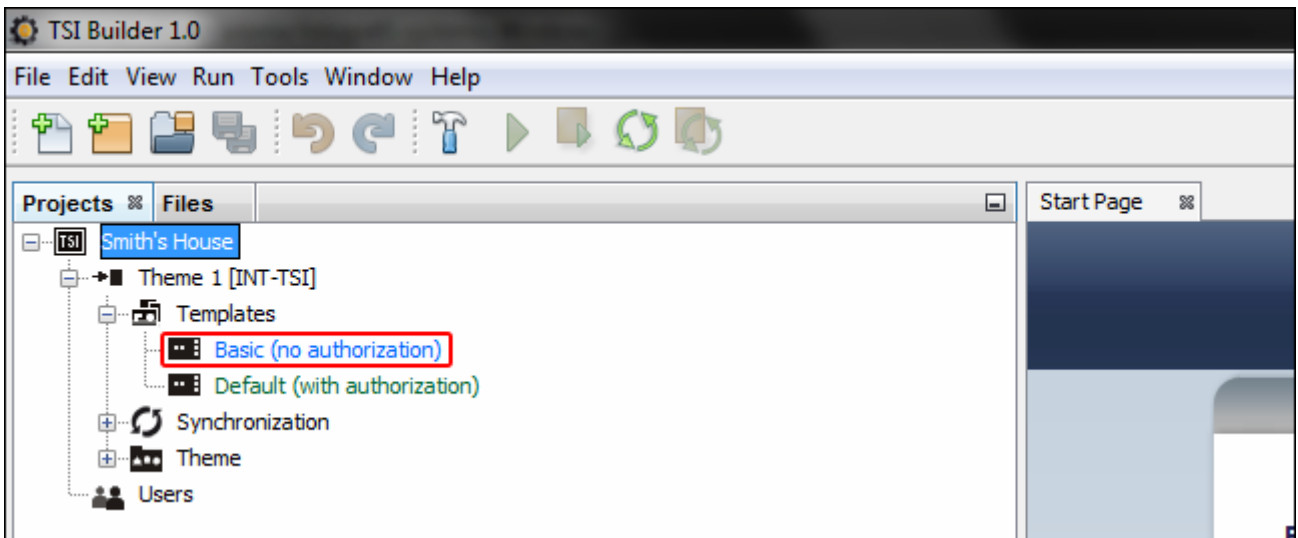 TSI Builder 1.0
File Edit View Run Tools Window Help
Projects Files Start Page
TSI Smith's House
Theme 1 [INT-TSI]
Templates
Basic (no authorization)
Default (with authorization)
Synchronization
Theme
Users